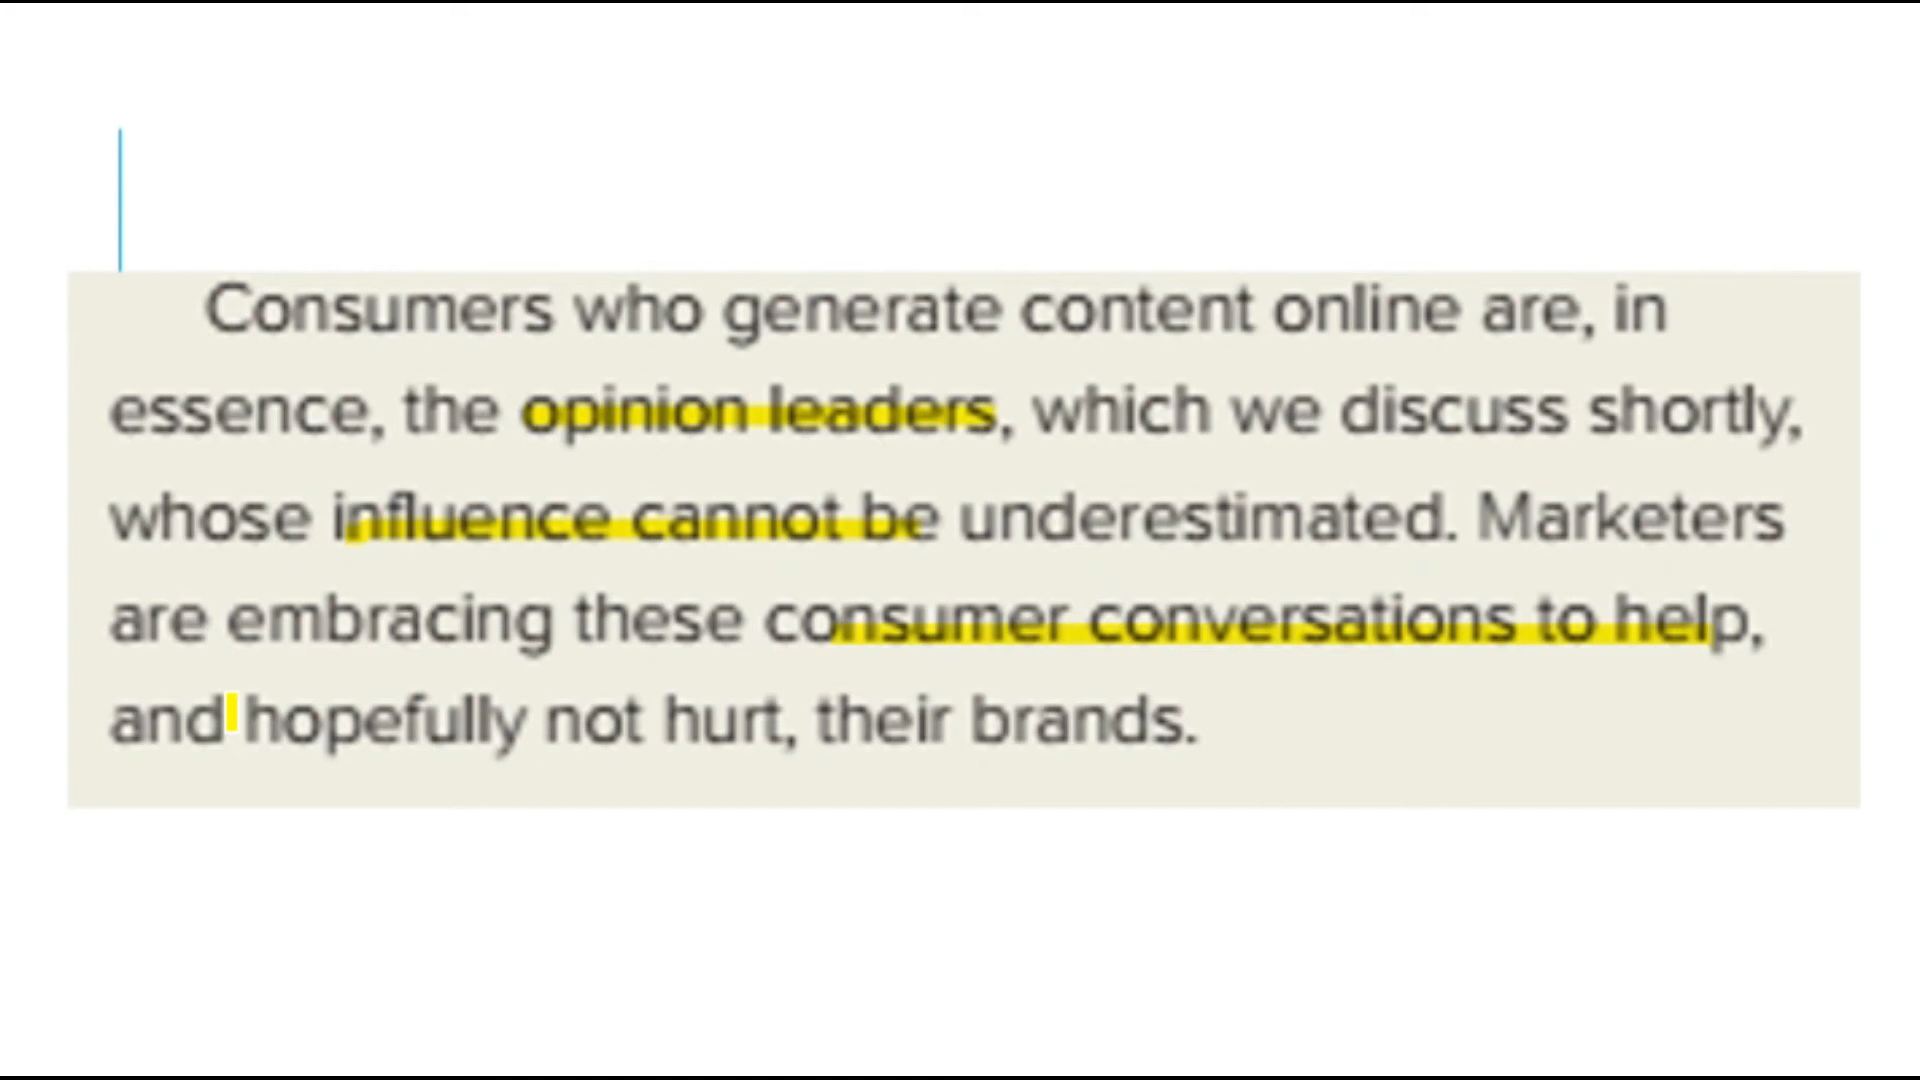 Consumers who generate content online are, in
essence, the opinion leaders, which we discuss shortly,
whose influence cannot be underestimated. Marketers
are embracing these consumer conversations to help,
and hopefully not hurt, their brands.